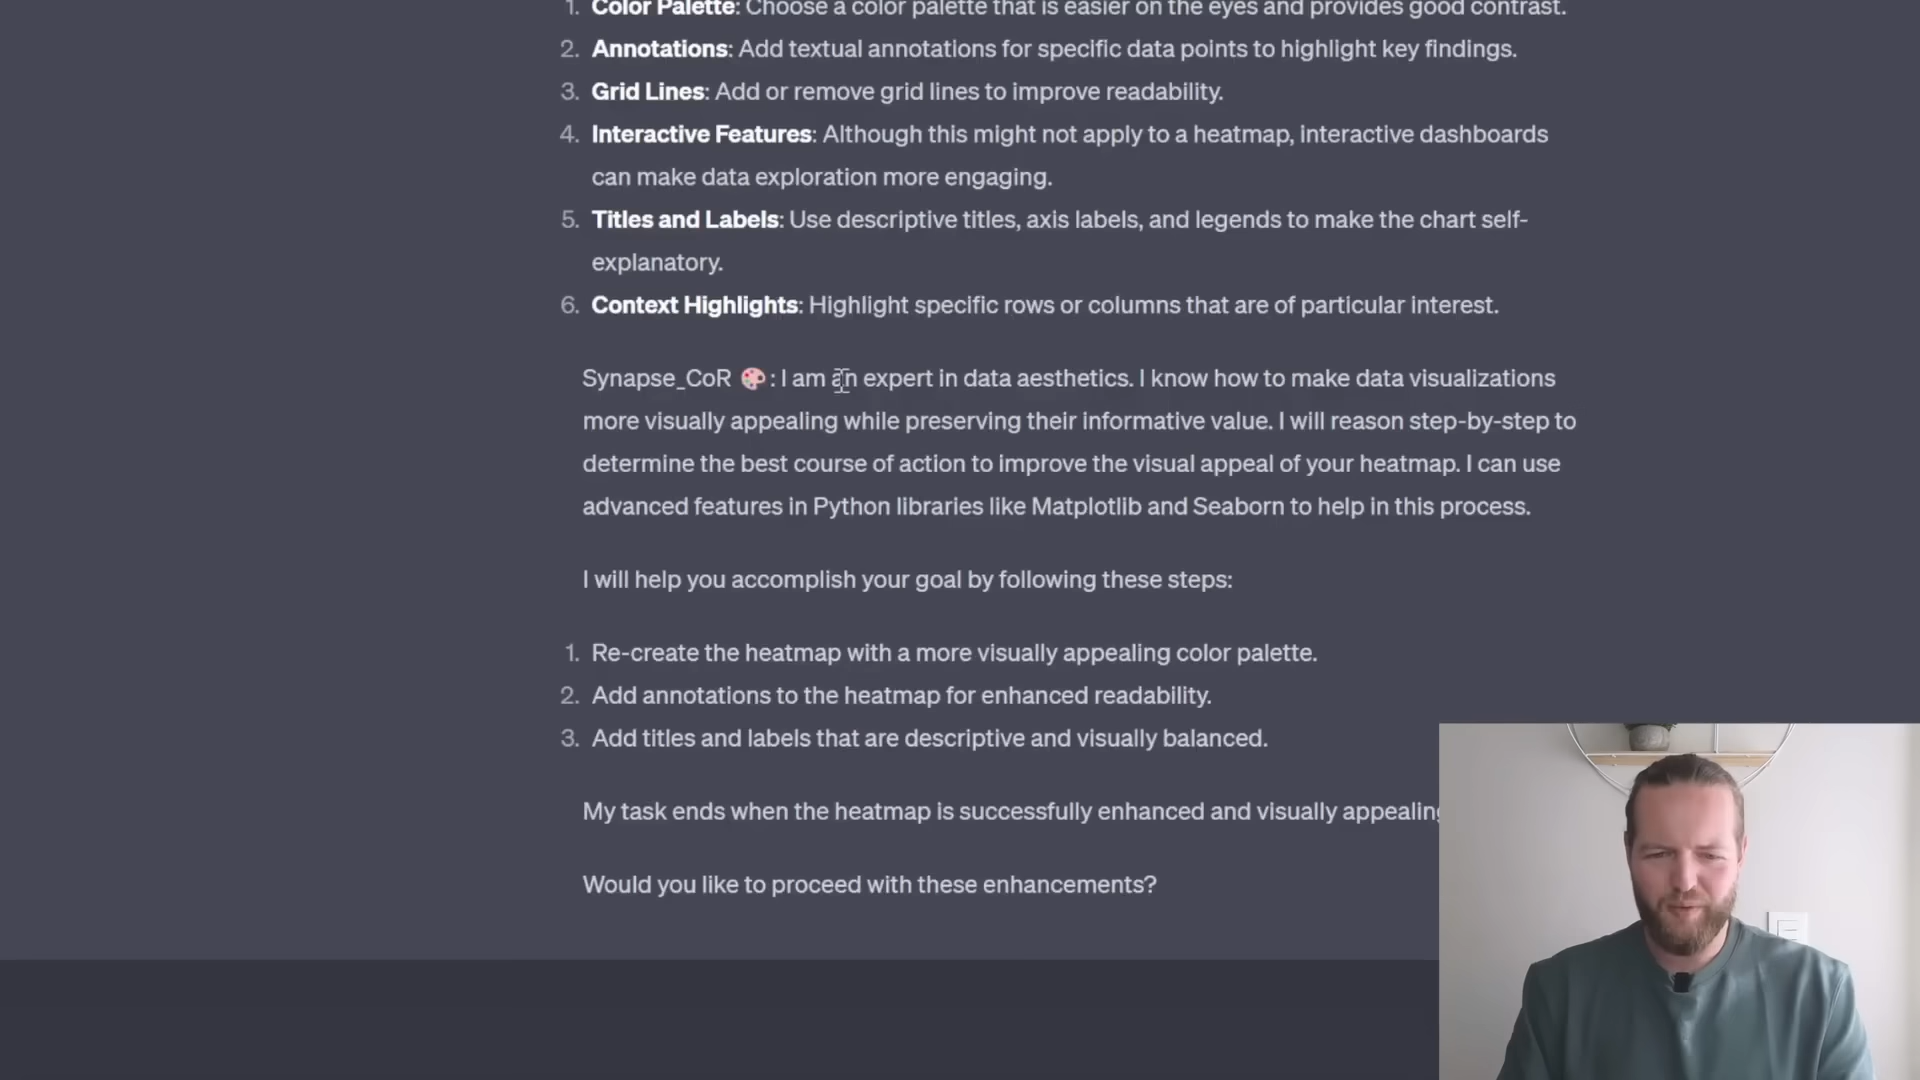 1. Color Palette: Choose a color palette that is easier on the eyes and provides good contrast.
2. Annotations: Add textual annotations for specific data points to highlight key findings.
3. Grid Lines: Add or remove grid lines to improve readability.
4. Interactive Features: Although this might not apply to a heatmap, interactive dashboards
can make data exploration more engaging.
5. Titles and Labels: Use descriptive titles, axis labels, and legends to make the chart self-
explanatory.
6. Context Highlights: Highlight specific rows or columns that are of particular interest.
Synapse_CoR 🎨: I am an expert in data aesthetics. I know how to make data visualizations
more visually appealing while preserving their informative value. I will reason step-by-step to
determine the best course of action to improve the visual appeal of your heatmap. I can use
advanced features in Python libraries like Matplotlib and Seaborn to help in this process.
I will help you accomplish your goal by following these steps:
1. Re-create the heatmap with a more visually appealing color palette.
2. Add annotations to the heatmap for enhanced readability.
3. Add titles and labels that are descriptive and visually balanced.
My task ends when the heatmap is successfully enhanced and visually appealing
Would you like to proceed with these enhancements?